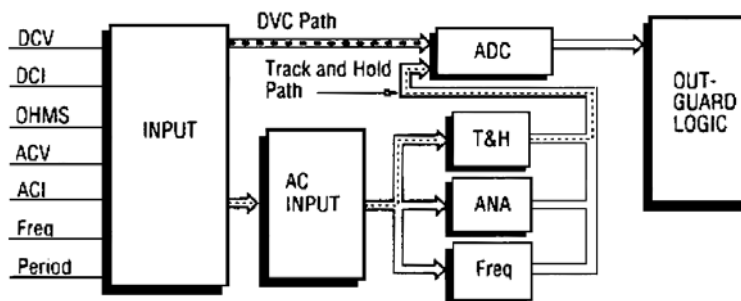 DCV
DCI
OHMS
ACV
ACI
Freq
Period
INPUT
DVC Path
Track and Hold
Path
AC
INPUT
ADC
T&H
ANA
Freq
OUT-
GUARD
LOGIC